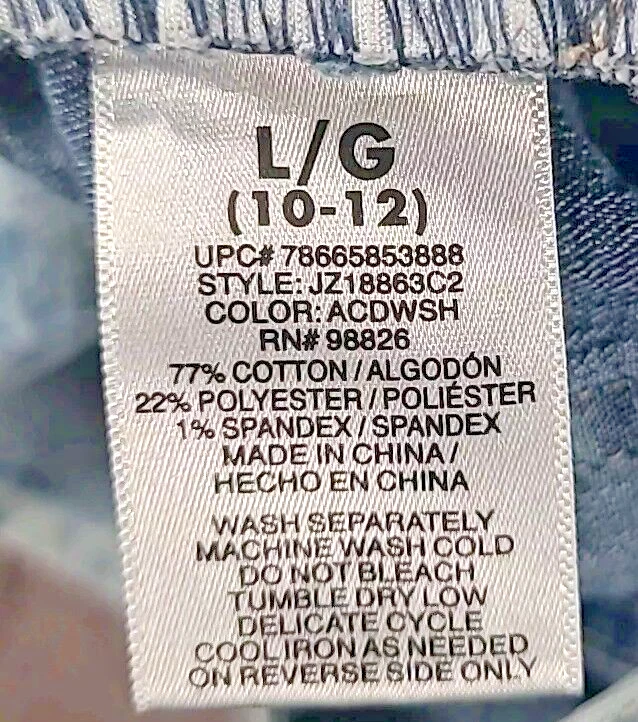 L/G
(10-12)
UPC# 78665853888
STYLE: JZ18863C2
COLOR: ACDWSH
RN# 98826
77% COTTON / ALGODÓN
22% POLYESTER / POLIÉSTER
1% SPANDEX / SPANDEX
MADE IN CHINA /
HECHO EN CHINA
WASH SEPARATELY
MACHINE WASH COLD
DO NOT BLEACH
TUMBLE DRY LOW
DELICATE CYCLE
COOL IRON AS NEEDED
ON REVERSE SIDE ONLY